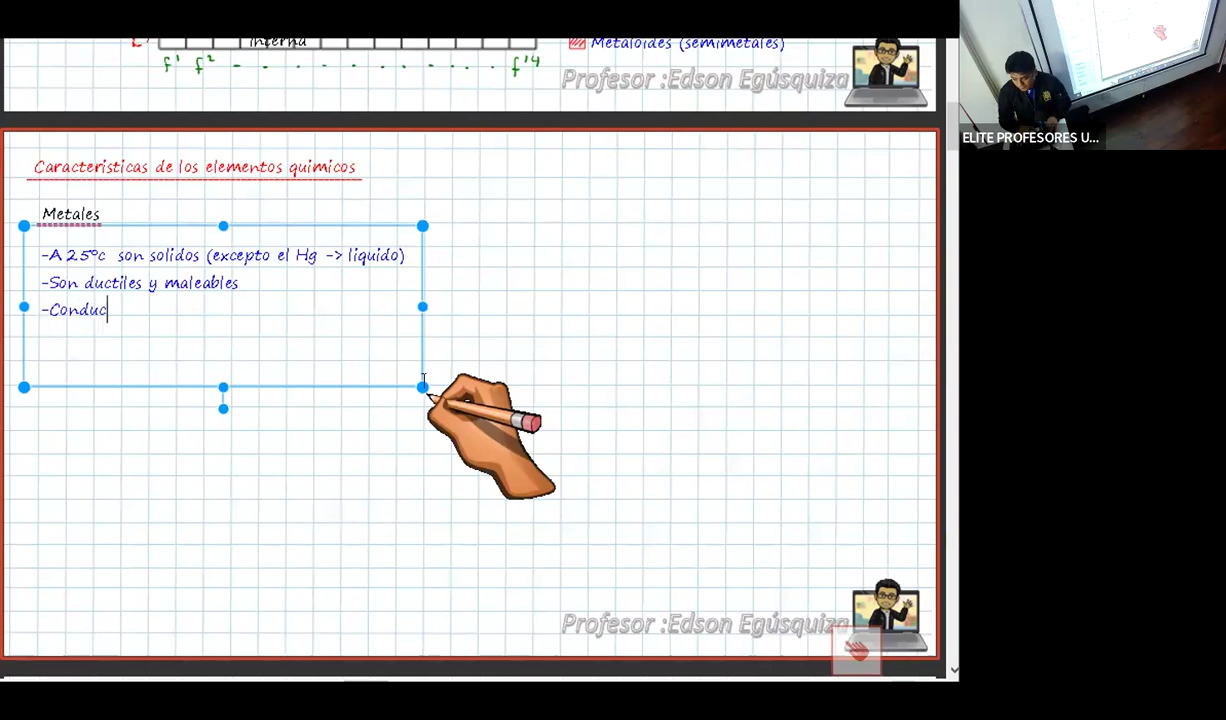 interna
f¹ f² - . . . . . . . . . f¹⁴
Metaloides (semimetales)
Profesor :Edson Egúsquiza
ELITE PROFESORES U...
Caracteristicas de los elementos quimicos
Metales
-A 25°c son solidos (excepto el Hg -> liquido)
-Son ductiles y maleables
-Conduc
Profesor :Edson Egúsquiza